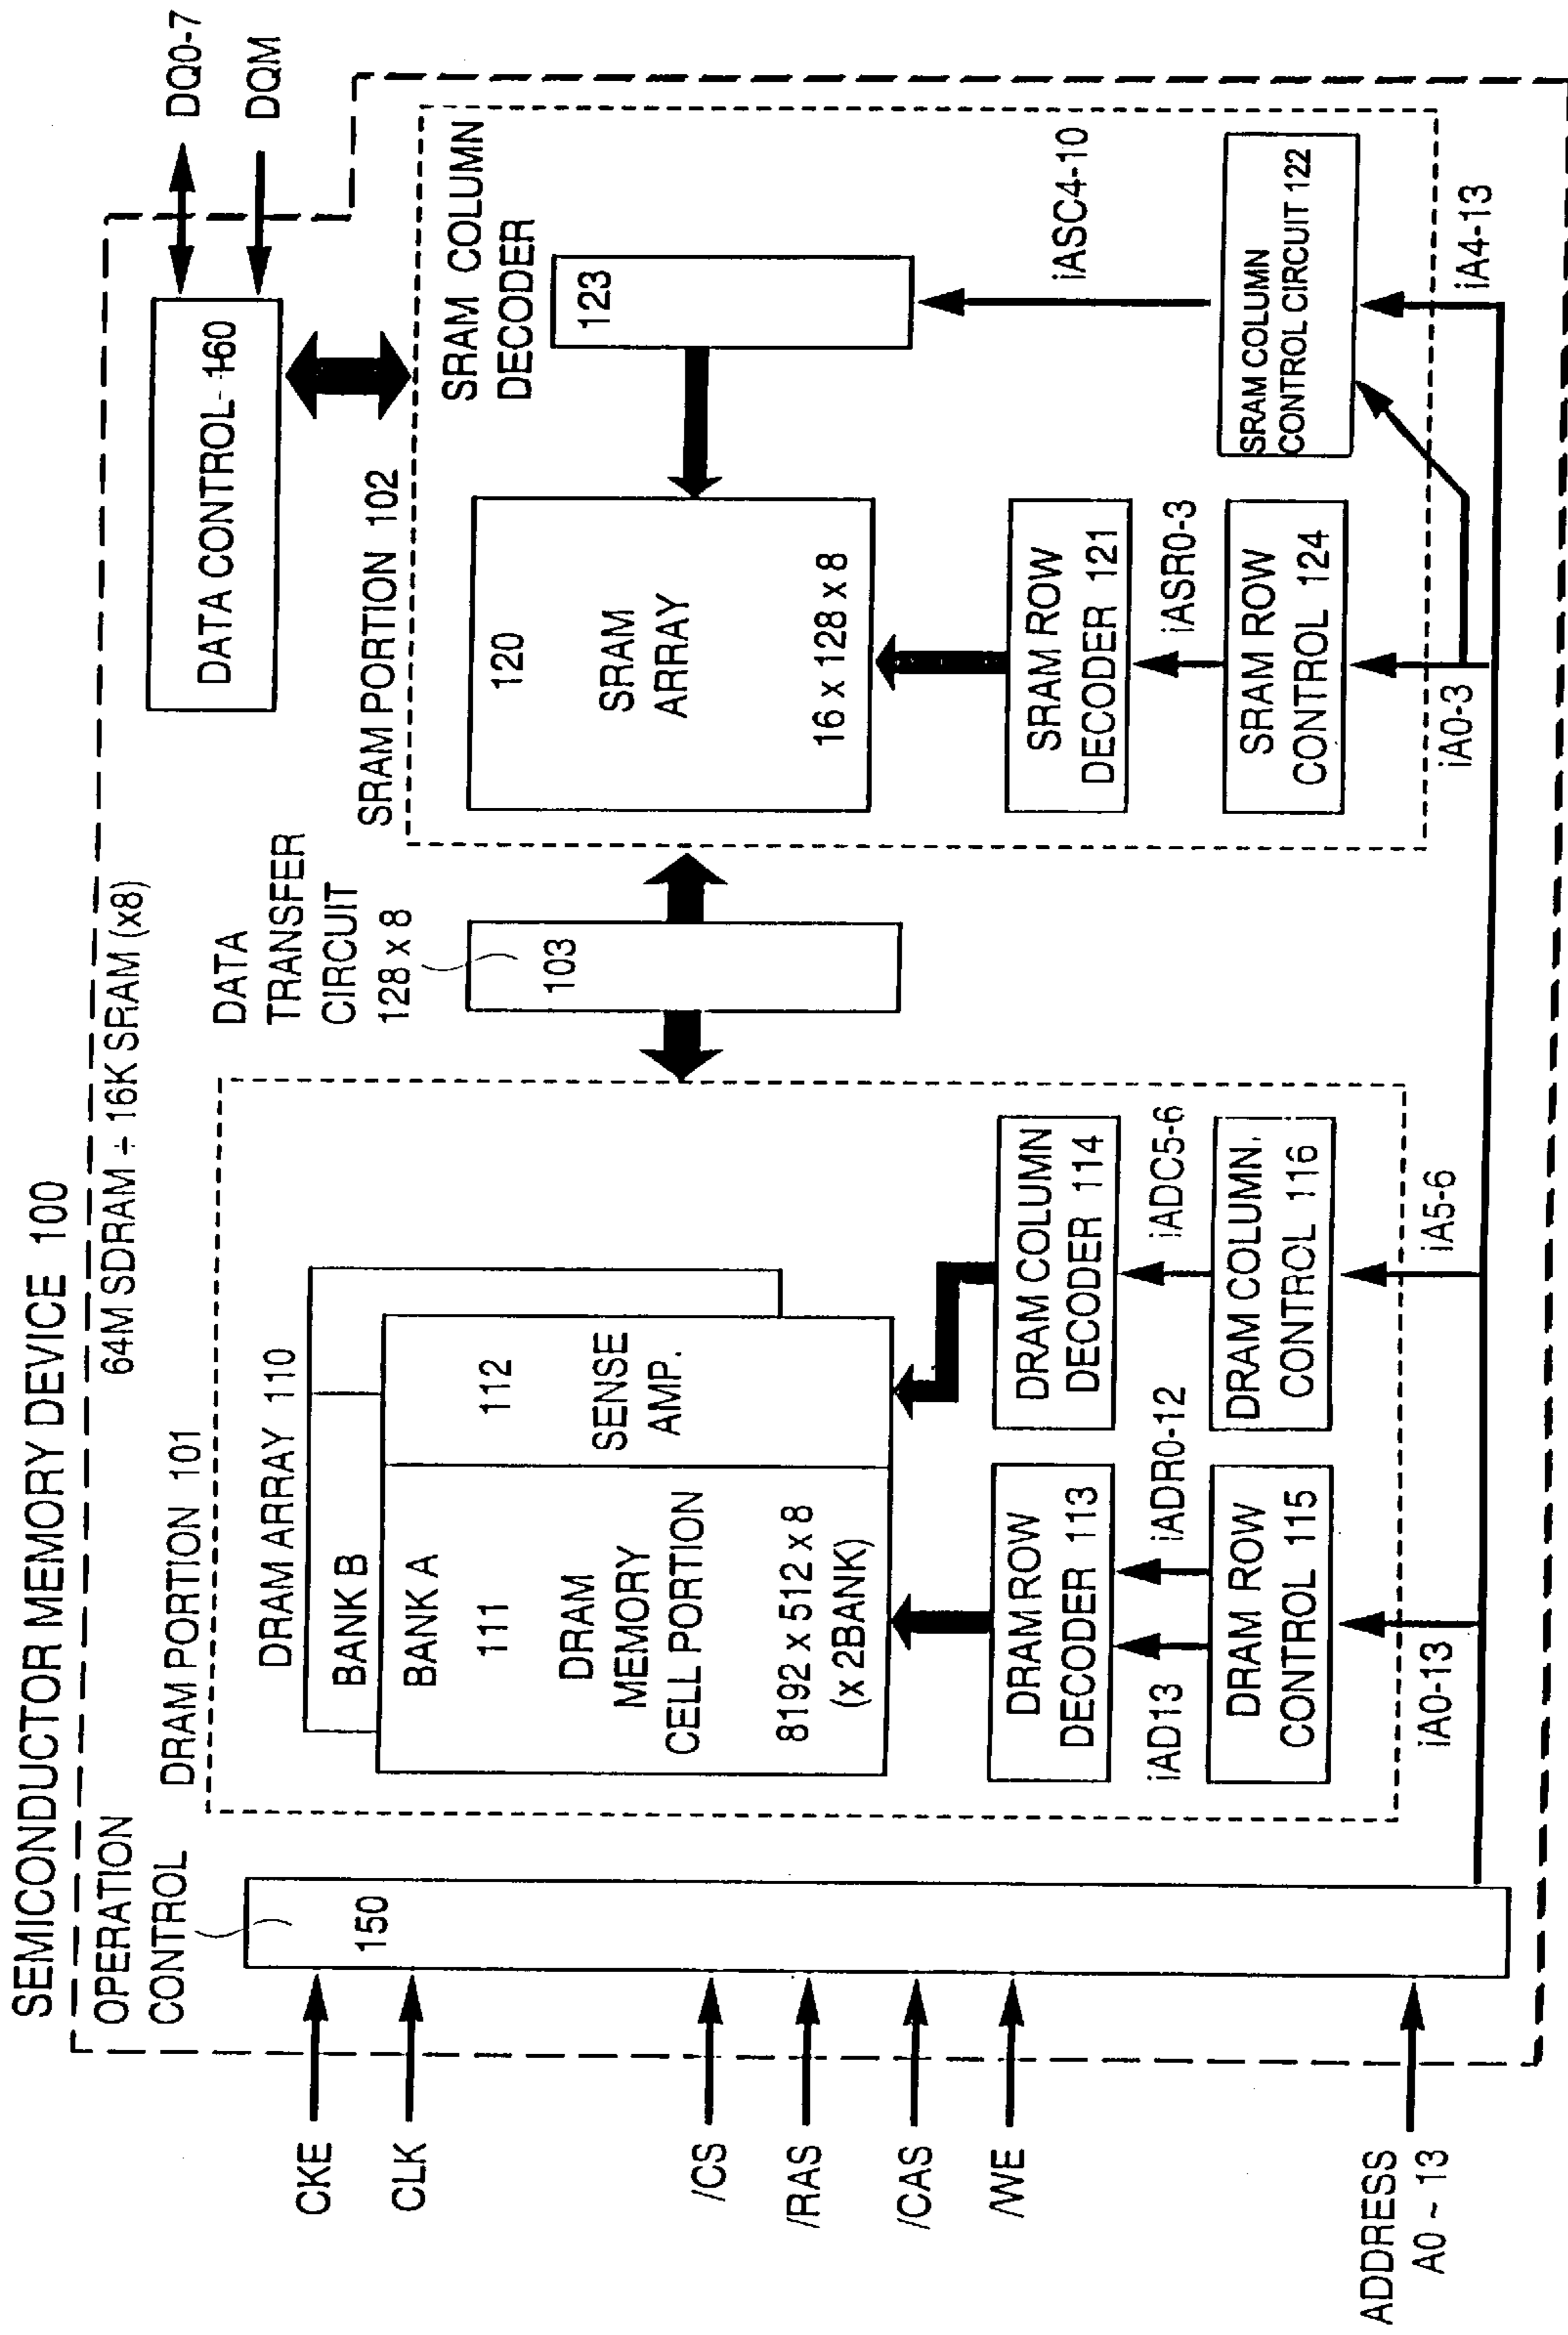 SEMICONDUCTOR MEMORY DEVICE 100
64M SDRAM + 16K SRAM (x8)
OPERATION
CONTROL
150
CKE
CLK
/CS
/RAS
/CAS
/WE
ADDRESS
A0 ~ 13
DRAM PORTION 101
DRAM ARRAY 110
BANK B
BANK A
111
DRAM
MEMORY
CELL PORTION
8192 x 512 x 8
(x 2BANK)
112
SENSE
AMP.
DRAM ROW
DECODER 113
DRAM COLUMN
DECODER 114
iAD13
iADR0-12
iADC5-6
DRAM ROW
CONTROL 115
DRAM COLUMN
CONTROL 116
iA0-13
iA5-6
DATA
TRANSFER
CIRCUIT
128 x 8
103
SRAM PORTION 102
120
SRAM
ARRAY
16 x 128 x 8
SRAM COLUMN
DECODER
123
SRAM ROW
DECODER 121
iASR0-3
iASC4-10
SRAM ROW
CONTROL 124
SRAM COLUMN
CONTROL CIRCUIT 122
iA0-3
iA4-13
DATA CONTROL 160
DQ0-7
DQM